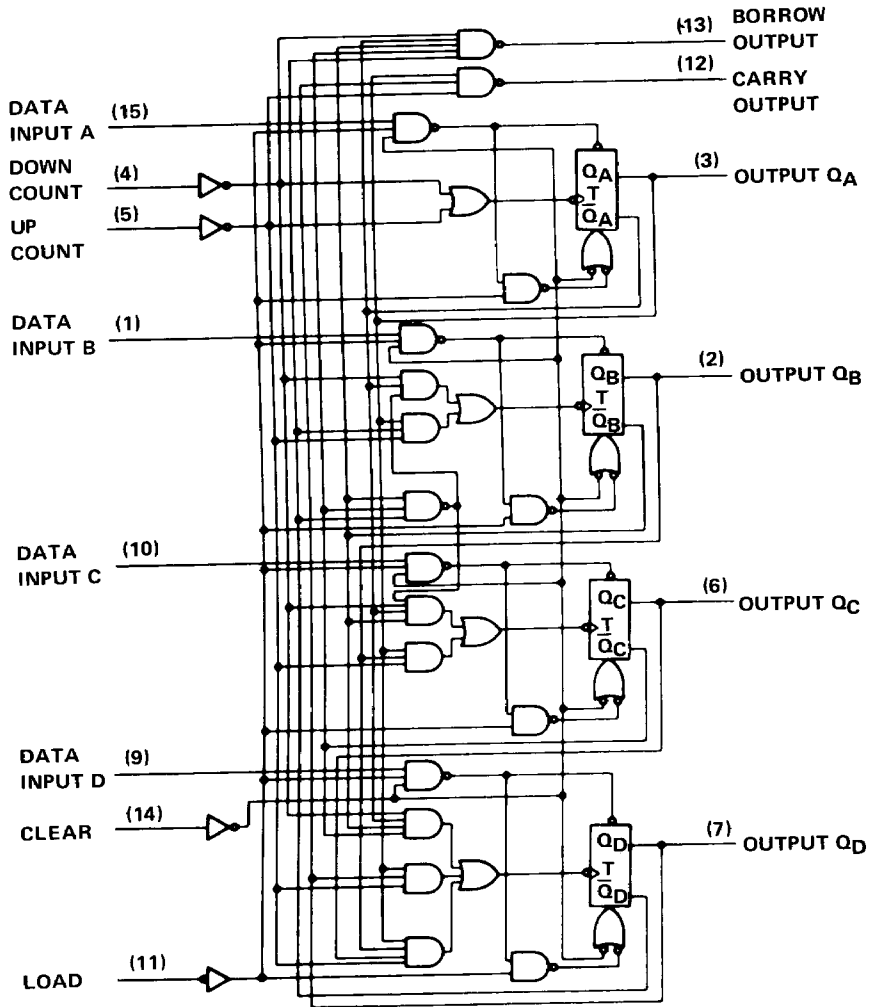 (13) BORROW
OUTPUT
(12) CARRY
OUTPUT
DATA (15)
INPUT A
DOWN (4)
COUNT
UP (5)
COUNT
QA
T
QA
(3) OUTPUT QA
DATA (1)
INPUT B
QB
T
QB
(2) OUTPUT QB
DATA (10)
INPUT C
QC
T
QC
(6) OUTPUT QC
DATA (9)
INPUT D
CLEAR (14)
QD
T
QD
(7) OUTPUT QD
LOAD (11)